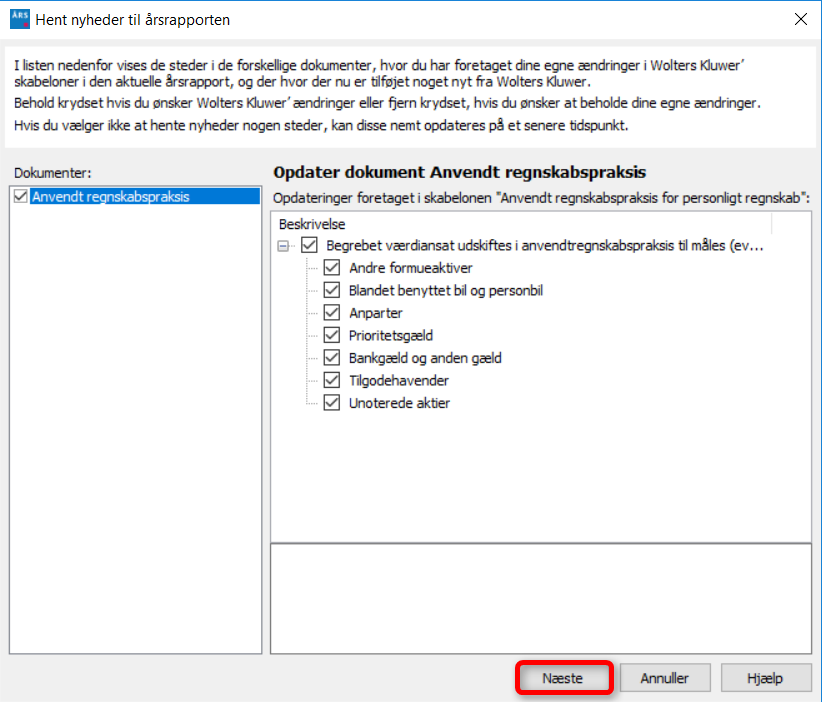 ÅRS Hent nyheder til årsrapporten
I listen nedenfor vises de steder i de forskellige dokumenter, hvor du har foretaget dine egne ændringer i Wolters Kluwer´
skabeloner i den aktuelle årsrapport, og der hvor der nu er tilføjet noget nyt fra Wolters Kluwer.
Behold krydset hvis du ønsker Wolters Kluwer´ændringer eller fjern krydset, hvis du ønsker at beholde dine egne ændringer.
Hvis du vælger ikke at hente nyheder nogen steder, kan disse nemt opdateres på et senere tidspunkt.
Dokumenter:
Anvendt regnskabspraksis
Opdater dokument Anvendt regnskabspraksis
Opdateringer foretaget i skabelonen "Anvendt regnskabspraksis for personligt regnskab":
Beskrivelse
Begrebet værdiansat udskiftes i anvendtregnskabspraksis til måles (ev...
Andre formueaktiver
Blandet benyttet bil og personbil
Anparter
Prioritetsgæld
Bankgæld og anden gæld
Tilgodehavender
Unoterede aktier
Næste
Annuller
Hjælp